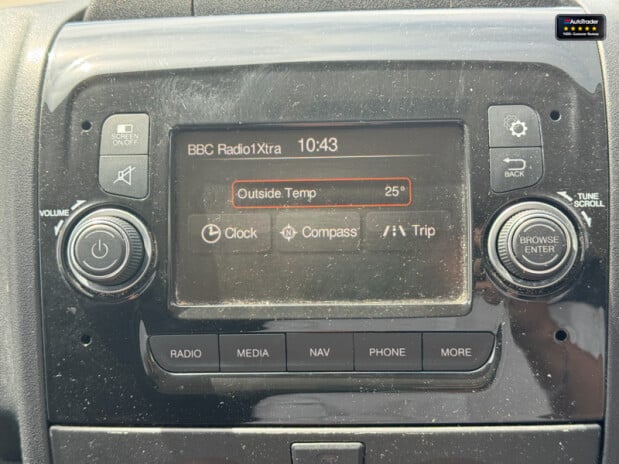 AutoTrader
SCREEN
ON/OFF
BACK
VOLUME
TUNE
SCROLL
BROWSE
ENTER
BBC Radio1Xtra 10:43
Outside Temp 25°
Clock
N Compass
Trip
RADIO
MEDIA
NAV
PHONE
MORE